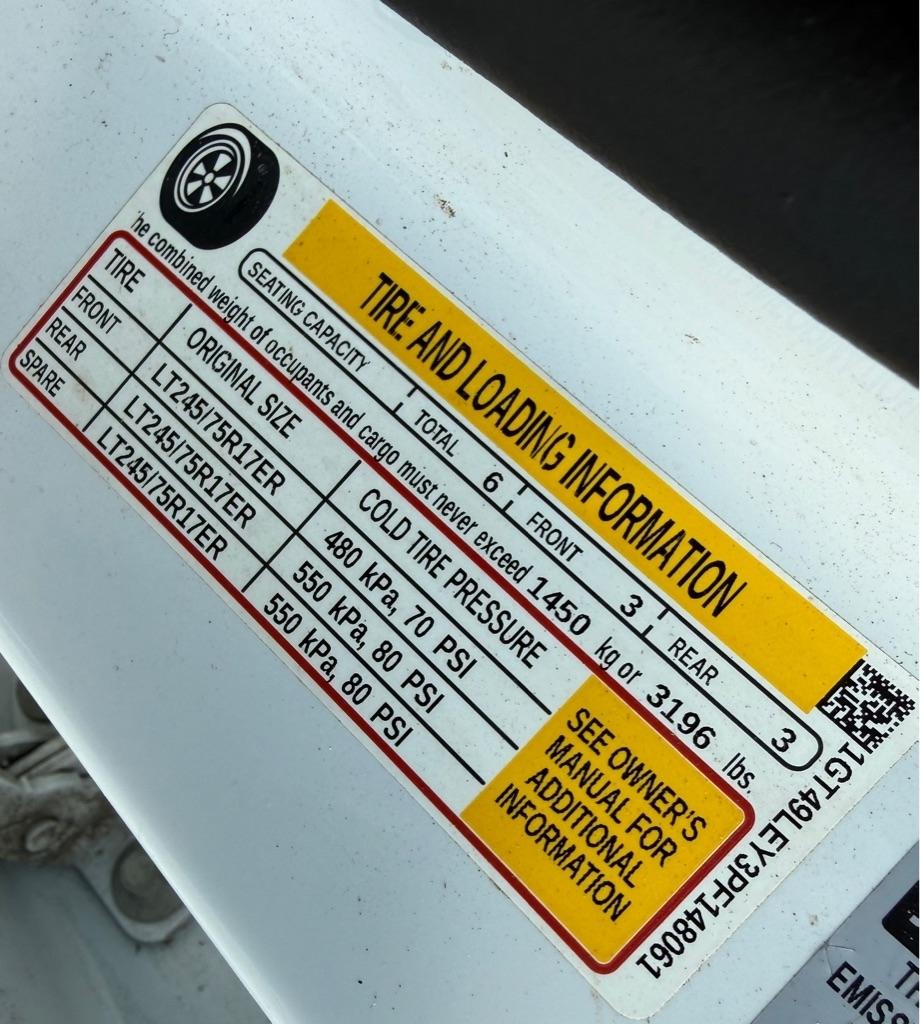 TIRE AND LOADING INFORMATION
SEATING CAPACITY TOTAL 6 FRONT 3 REAR 3
he combined weight of occupants and cargo must never exceed 1450 kg or 3196 lbs.
TIRE ORIGINAL SIZE COLD TIRE PRESSURE
FRONT LT245/75R17ER 480 kPa, 70 PSI
REAR LT245/75R17ER 550 kPa, 80 PSI
SPARE LT245/75R17ER 550 kPa, 80 PSI
SEE OWNER'S
MANUAL FOR
ADDITIONAL
INFORMATION
1GT49LEY3PF148061